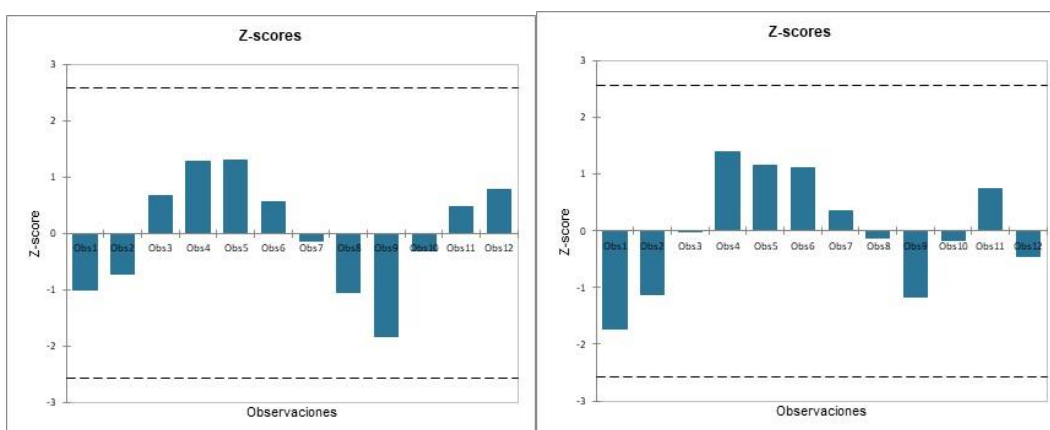 Z-scores
3
2
1
0
-1
-2
-3
Z-score
Obs1 Obs2 Obs3 Obs4 Obs5 Obs6 Obs7 Obs8 Obs9 Obs10 Obs11 Obs12
Observaciones
Z-scores
3
2
1
0
-1
-2
-3
Z-score
Obs1 Obs2 Obs3 Obs4 Obs5 Obs6 Obs7 Obs8 Obs9 Obs10 Obs11 Obs12
Observaciones